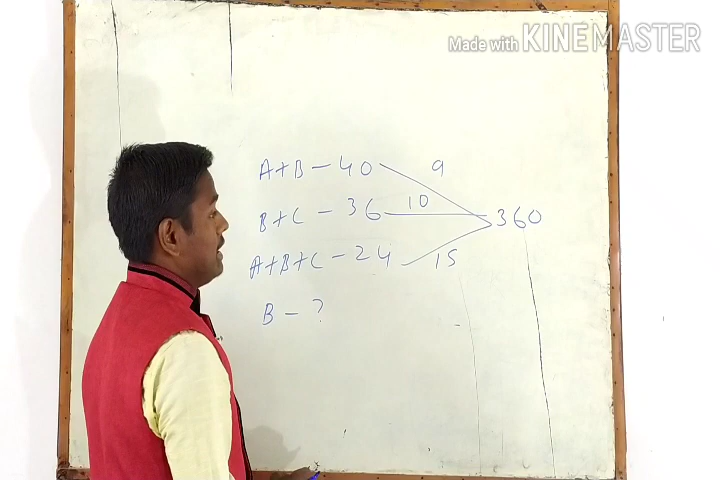 Made with KINEMASTER
A+B - 40 9
B+C - 36 10 360
A+B+C - 24 15
B - ?